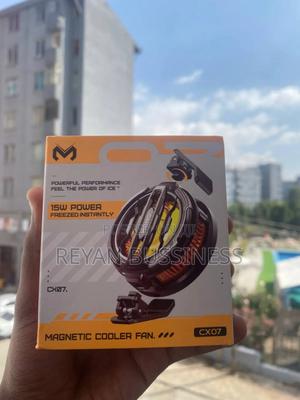 POWERFUL PERFORMANCE
FEEL THE POWER OF ICE"
15W POWER
FREEZED INSTANTLY
REYAN BUSSINESS
CX07.
MAGNETIC COOLER FAN.
CX07